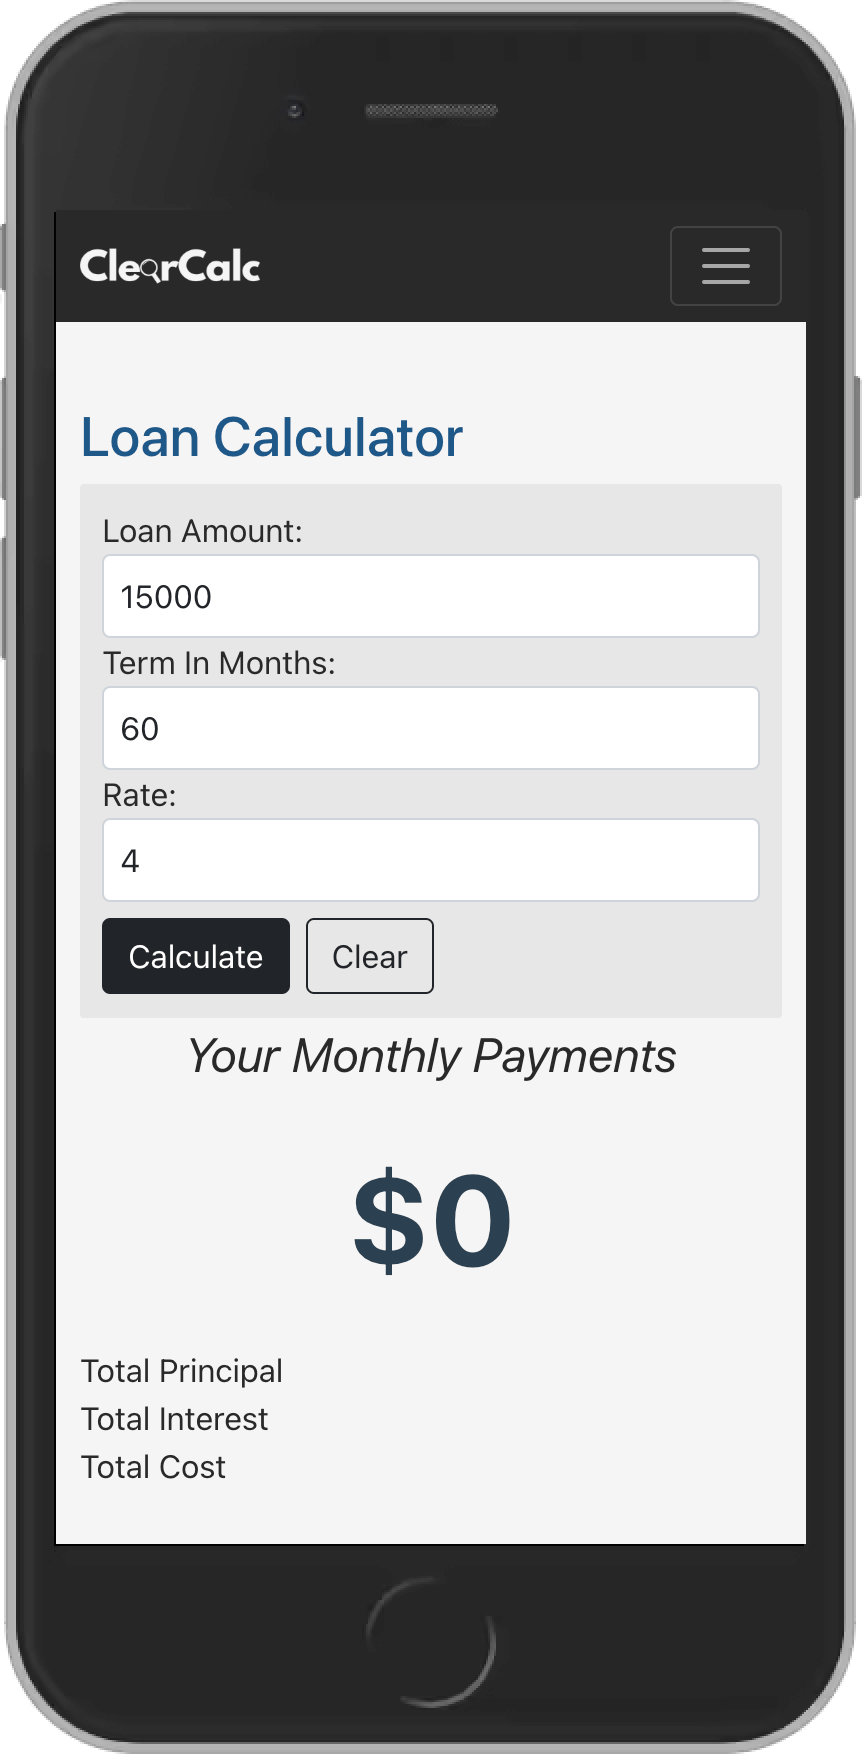 ClearCalc
Loan Calculator
Loan Amount:
15000
Term In Months:
60
Rate:
4
Calculate Clear
Your Monthly Payments
$0
Total Principal
Total Interest
Total Cost